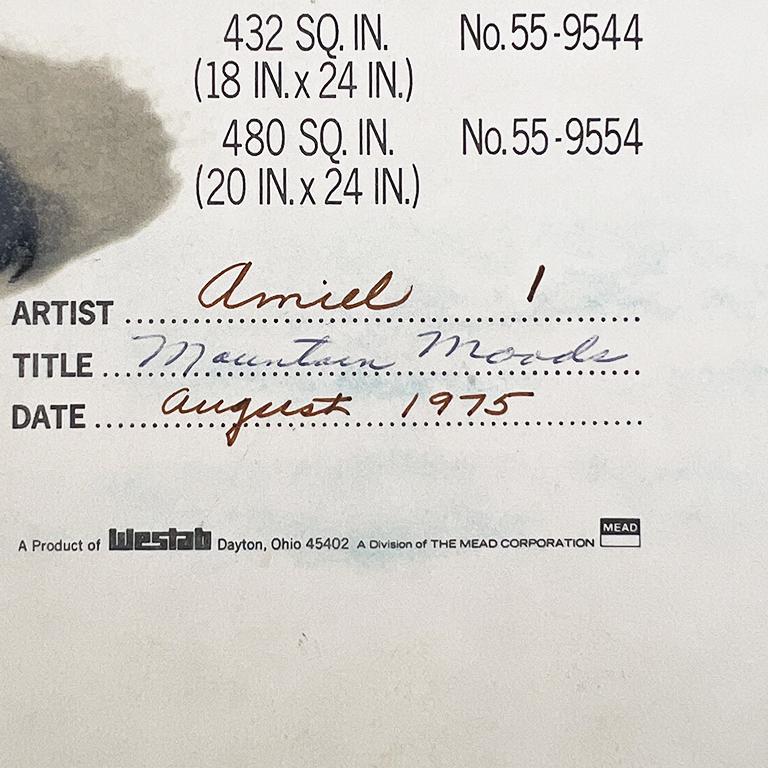 432 SQ. IN. No. 55-9544
(18 IN. x 24 IN.)
480 SQ. IN. No. 55-9554
(20 IN. x 24 IN.)
ARTIST Amiel 1
TITLE Mountain Moods
DATE August 1975
A Product of Westab Dayton, Ohio 45402 A Division of THE MEAD CORPORATION MEAD